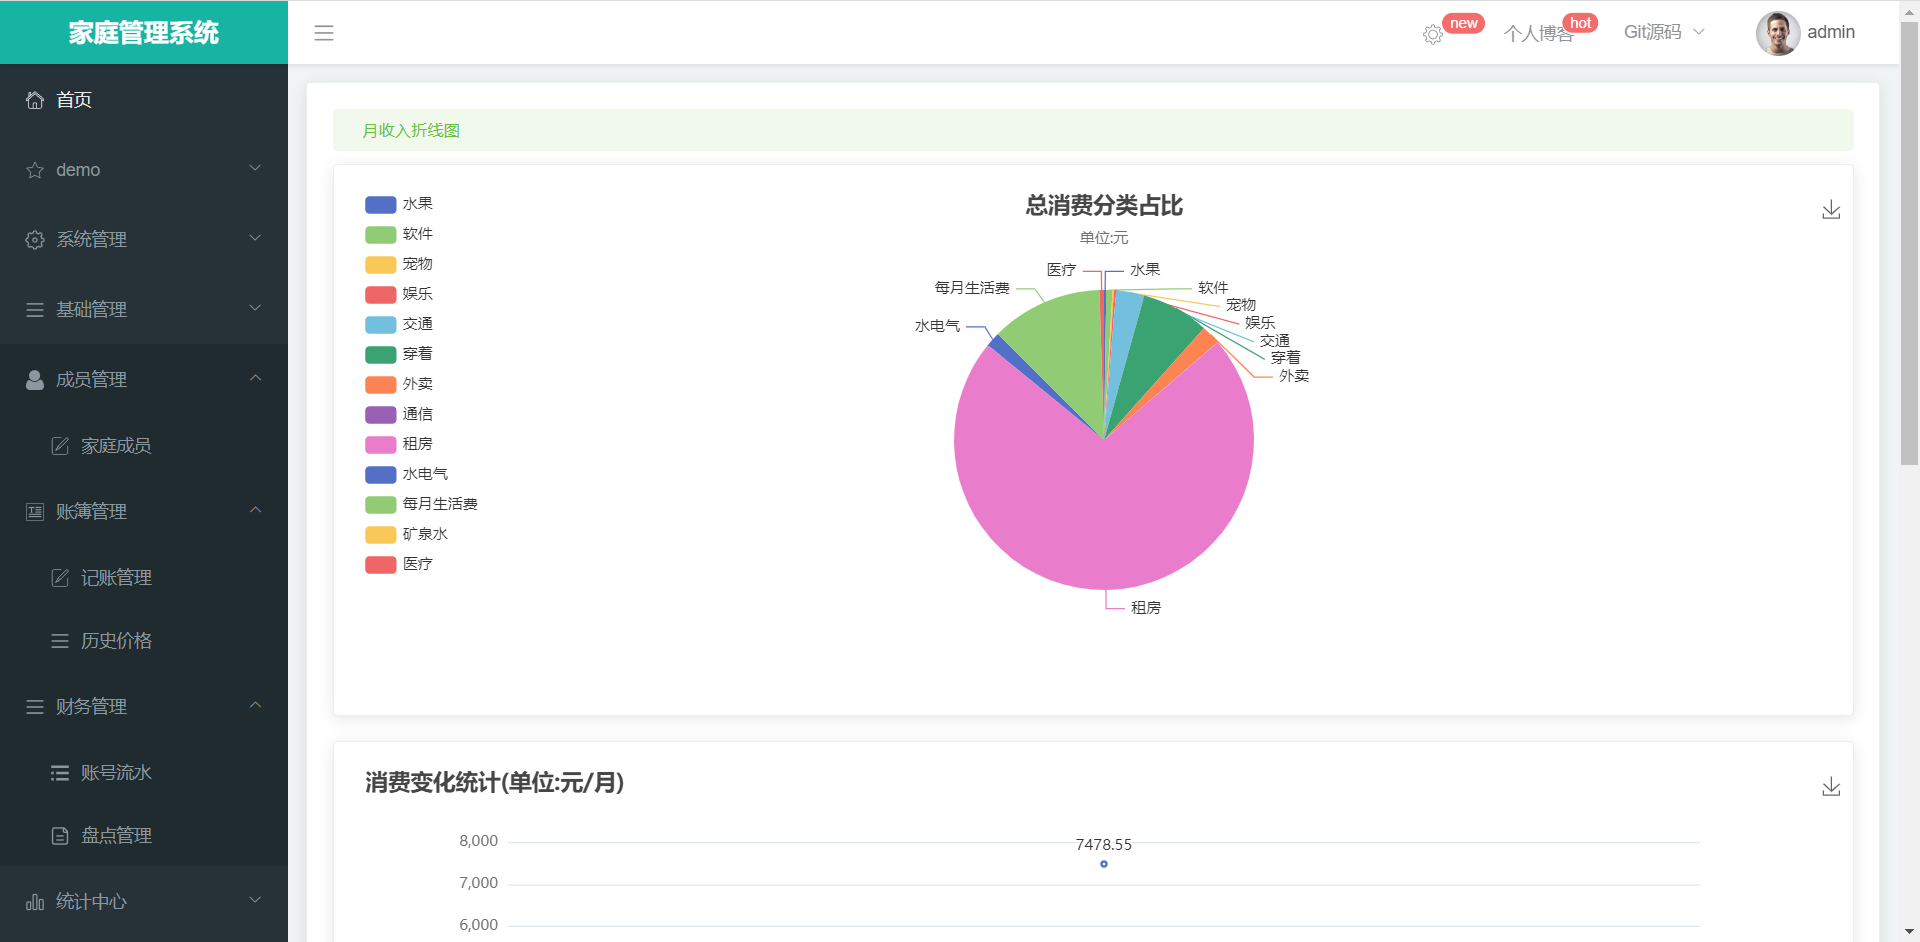 家庭管理系统
new
个人博客
hot
Git源码
admin
首页
demo
系统管理
基础管理
成员管理
家庭成员
账簿管理
记账管理
历史价格
财务管理
账号流水
盘点管理
统计中心
月收入折线图
水果
软件
宠物
娱乐
交通
穿着
外卖
通信
租房
水电气
每月生活费
矿泉水
医疗
总消费分类占比
单位:元
医疗
水果
每月生活费
软件
宠物
水电气
娱乐
交通
穿着
外卖
租房
消费变化统计(单位:元/月)
8,000
7478.55
7,000
6,000